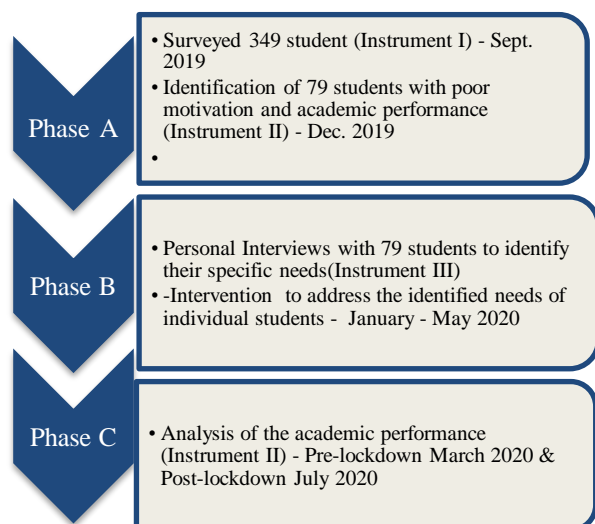 Phase A
• Surveyed 349 student (Instrument I) - Sept.
2019
• Identification of 79 students with poor
motivation and academic performance
(Instrument II) - Dec. 2019
•
Phase B
• Personal Interviews with 79 students to identify
their specific needs(Instrument III)
• -Intervention to address the identified needs of
individual students - January - May 2020
Phase C
• Analysis of the academic performance
(Instrument II) - Pre-lockdown March 2020 &
Post-lockdown July 2020